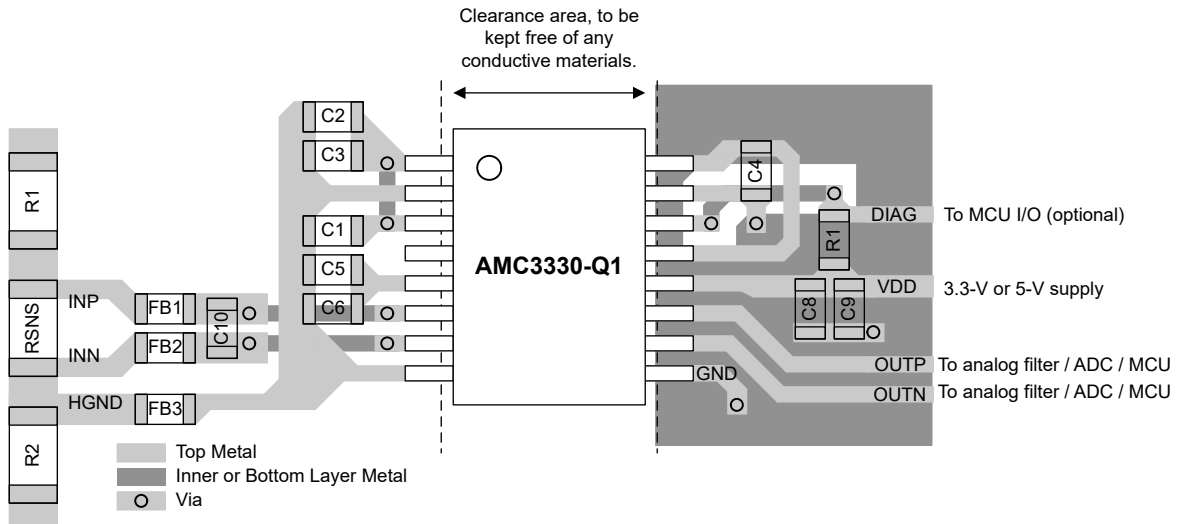 Clearance area, to be
kept free of any
conductive materials.
C2
C3
C1
C5
C6
R1
RSNS
R2
INP
INN
HGND
FB1
FB2
FB3
C10
AMC3330-Q1
C4
R1
C8
C9
DIAG
To MCU I/O (optional)
VDD
3.3-V or 5-V supply
OUTP
To analog filter / ADC / MCU
OUTN
To analog filter / ADC / MCU
GND
Top Metal
Inner or Bottom Layer Metal
Via